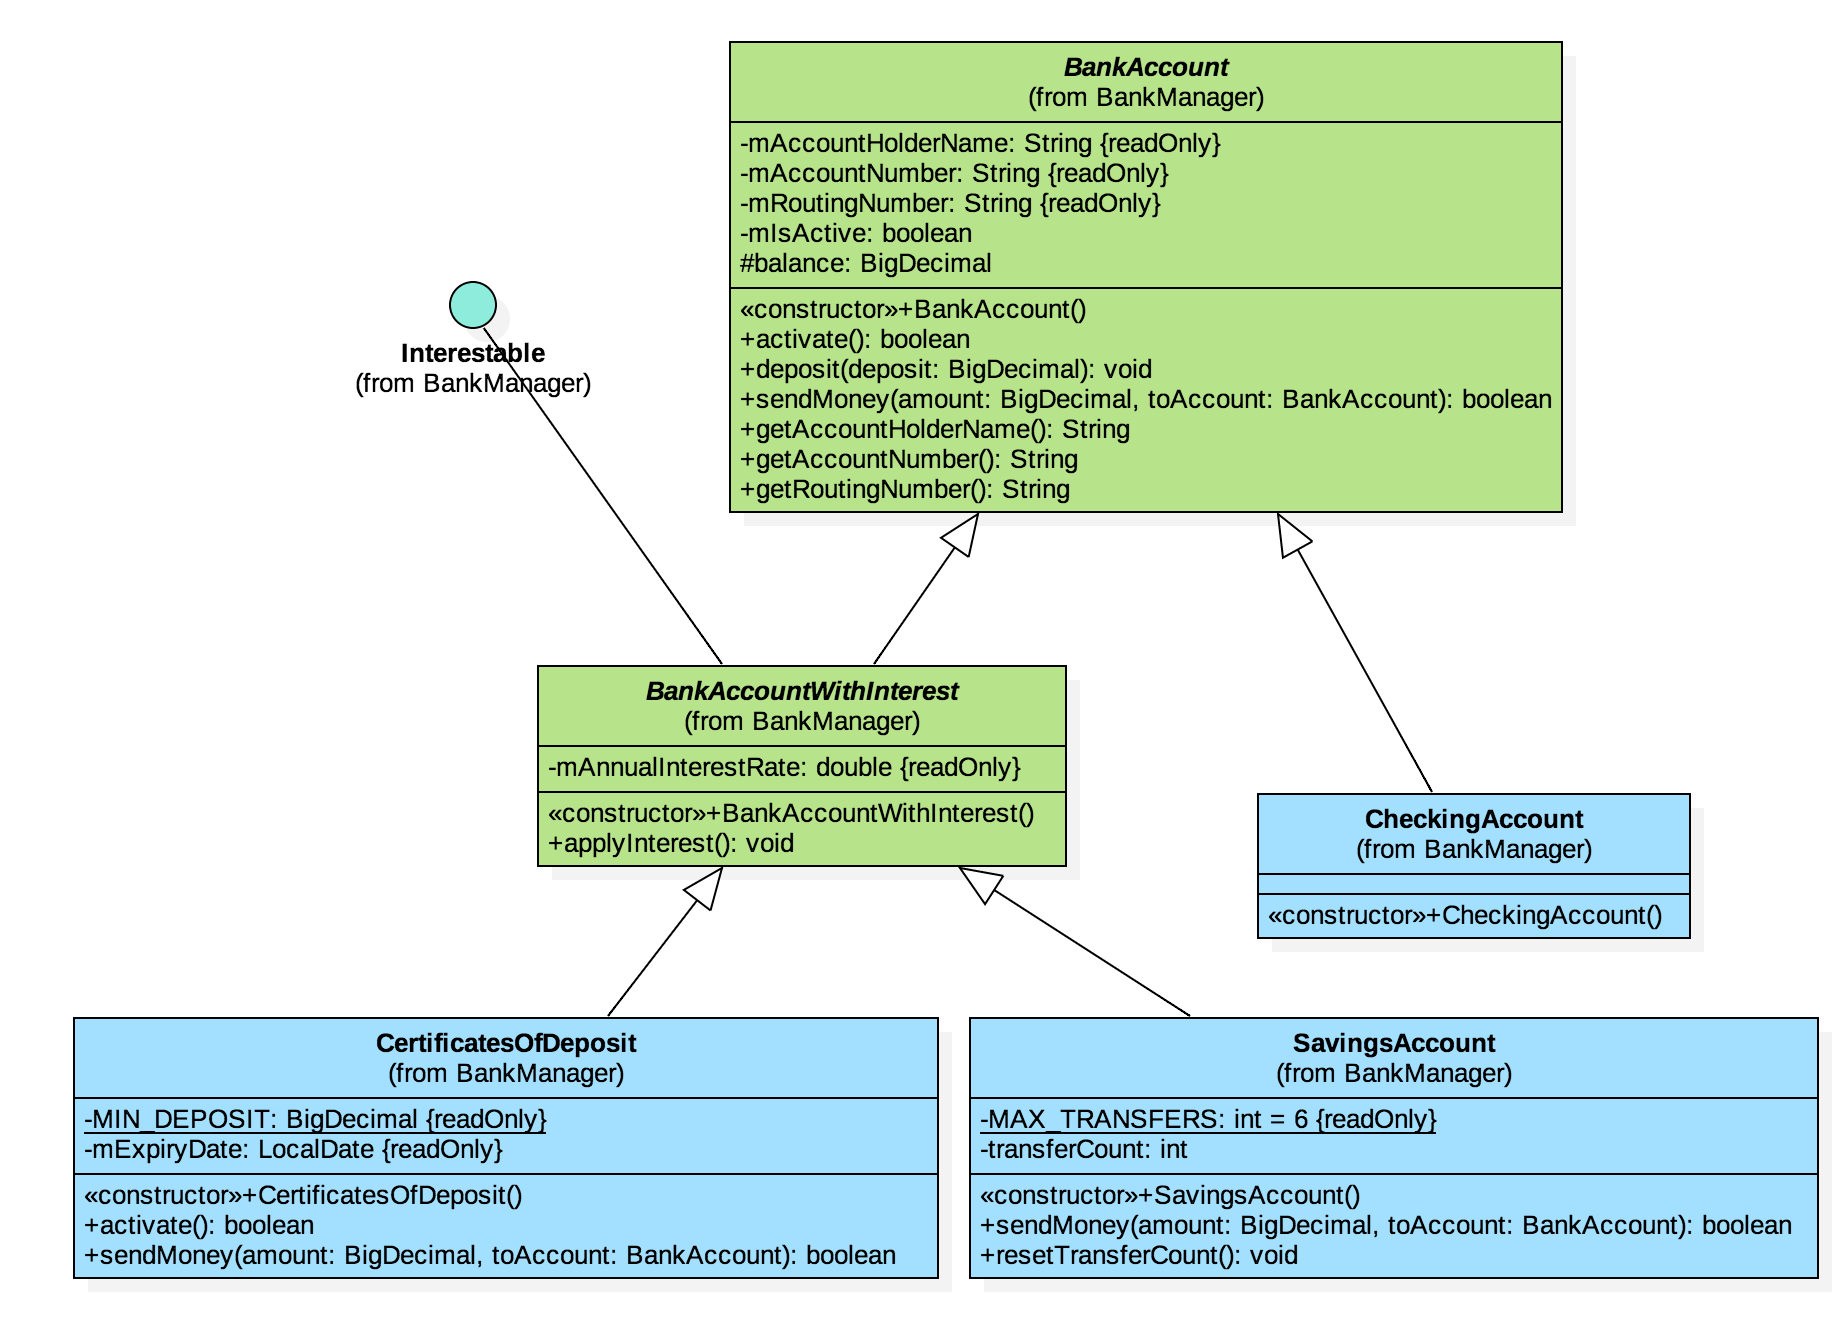 BankAccount
(from BankManager)
-mAccountHolderName: String {readOnly}
-mAccountNumber: String {readOnly}
-mRoutingNumber: String {readOnly}
-mIsActive: boolean
#balance: BigDecimal
«constructor»+BankAccount()
+activate(): boolean
+deposit(deposit: BigDecimal): void
+sendMoney(amount: BigDecimal, toAccount: BankAccount): boolean
+getAccountHolderName(): String
+getAccountNumber(): String
+getRoutingNumber(): String
Interestable
(from BankManager)
BankAccountWithInterest
(from BankManager)
-mAnnualInterestRate: double {readOnly}
«constructor»+BankAccountWithInterest()
+applyInterest(): void
CheckingAccount
(from BankManager)
«constructor»+CheckingAccount()
CertificatesOfDeposit
(from BankManager)
-MIN_DEPOSIT: BigDecimal {readOnly}
-mExpiryDate: LocalDate {readOnly}
«constructor»+CertificatesOfDeposit()
+activate(): boolean
+sendMoney(amount: BigDecimal, toAccount: BankAccount): boolean
SavingsAccount
(from BankManager)
-MAX_TRANSFERS: int = 6 {readOnly}
-transferCount: int
«constructor»+SavingsAccount()
+sendMoney(amount: BigDecimal, toAccount: BankAccount): boolean
+resetTransferCount(): void